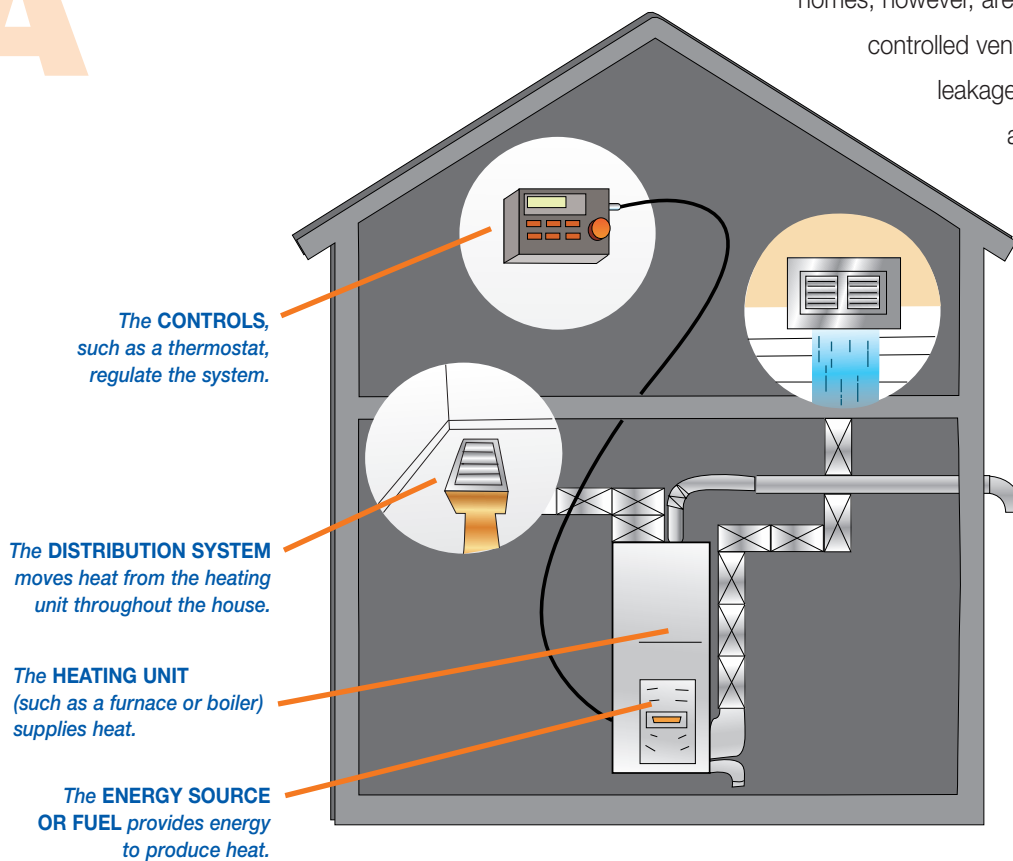 A
homes, however, are
controlled vent
leakage
a
The CONTROLS,
such as a thermostat,
regulate the system.
The DISTRIBUTION SYSTEM
moves heat from the heating
unit throughout the house.
The HEATING UNIT
(such as a furnace or boiler)
supplies heat.
The ENERGY SOURCE
OR FUEL provides energy
to produce heat.